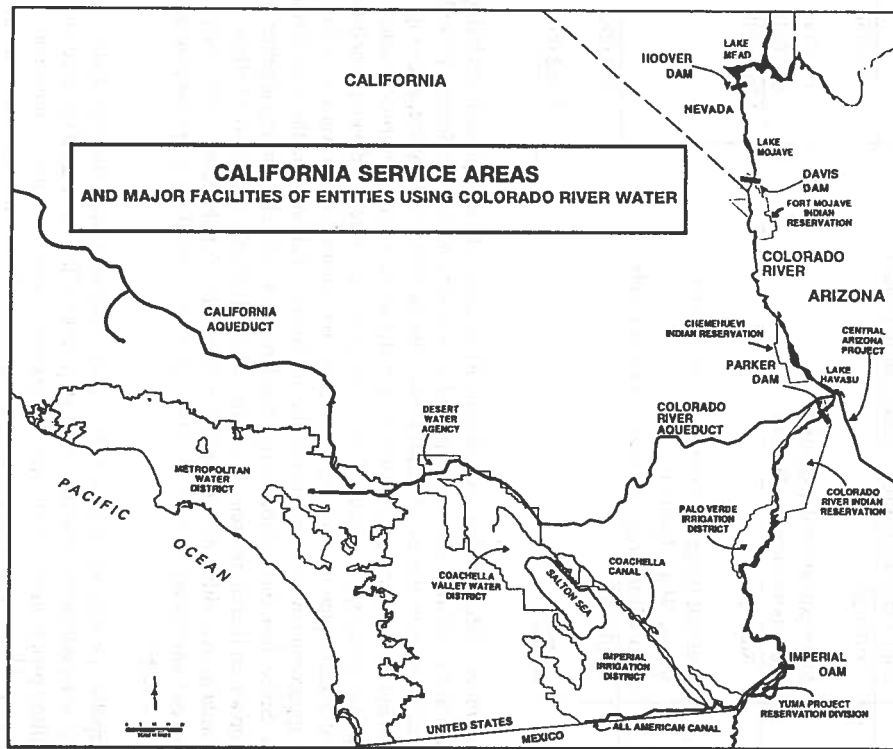 LAKE
MEAD
HOOVER
DAM
CALIFORNIA
NEVADA
LAKE
MOJAVE
CALIFORNIA SERVICE AREAS
AND MAJOR FACILITIES OF ENTITIES USING COLORADO RIVER WATER
DAVIS
DAM
FORT MOJAVE
INDIAN
RESERVATION
COLORADO
RIVER
ARIZONA
CALIFORNIA
AQUEDUCT
CHEMEHUEVI
INDIAN RESERVATION
CENTRAL
ARIZONA
PROJECT
PARKER
DAM
LAKE
HAVASU
DESERT
WATER
AGENCY
COLORADO
RIVER
AQUEDUCT
METROPOLITAN
WATER
DISTRICT
PACIFIC
OCEAN
COLORADO
RIVER INDIAN
RESERVATION
PALO VERDE
IRRIGATION
DISTRICT
COACHELLA
VALLEY WATER
DISTRICT
SALTON SEA
COACHELLA
CANAL
IMPERIAL
IRRIGATION
DISTRICT
IMPERIAL
DAM
YUMA PROJECT
RESERVATION DIVISION
UNITED STATES
MEXICO
ALL AMERICAN CANAL